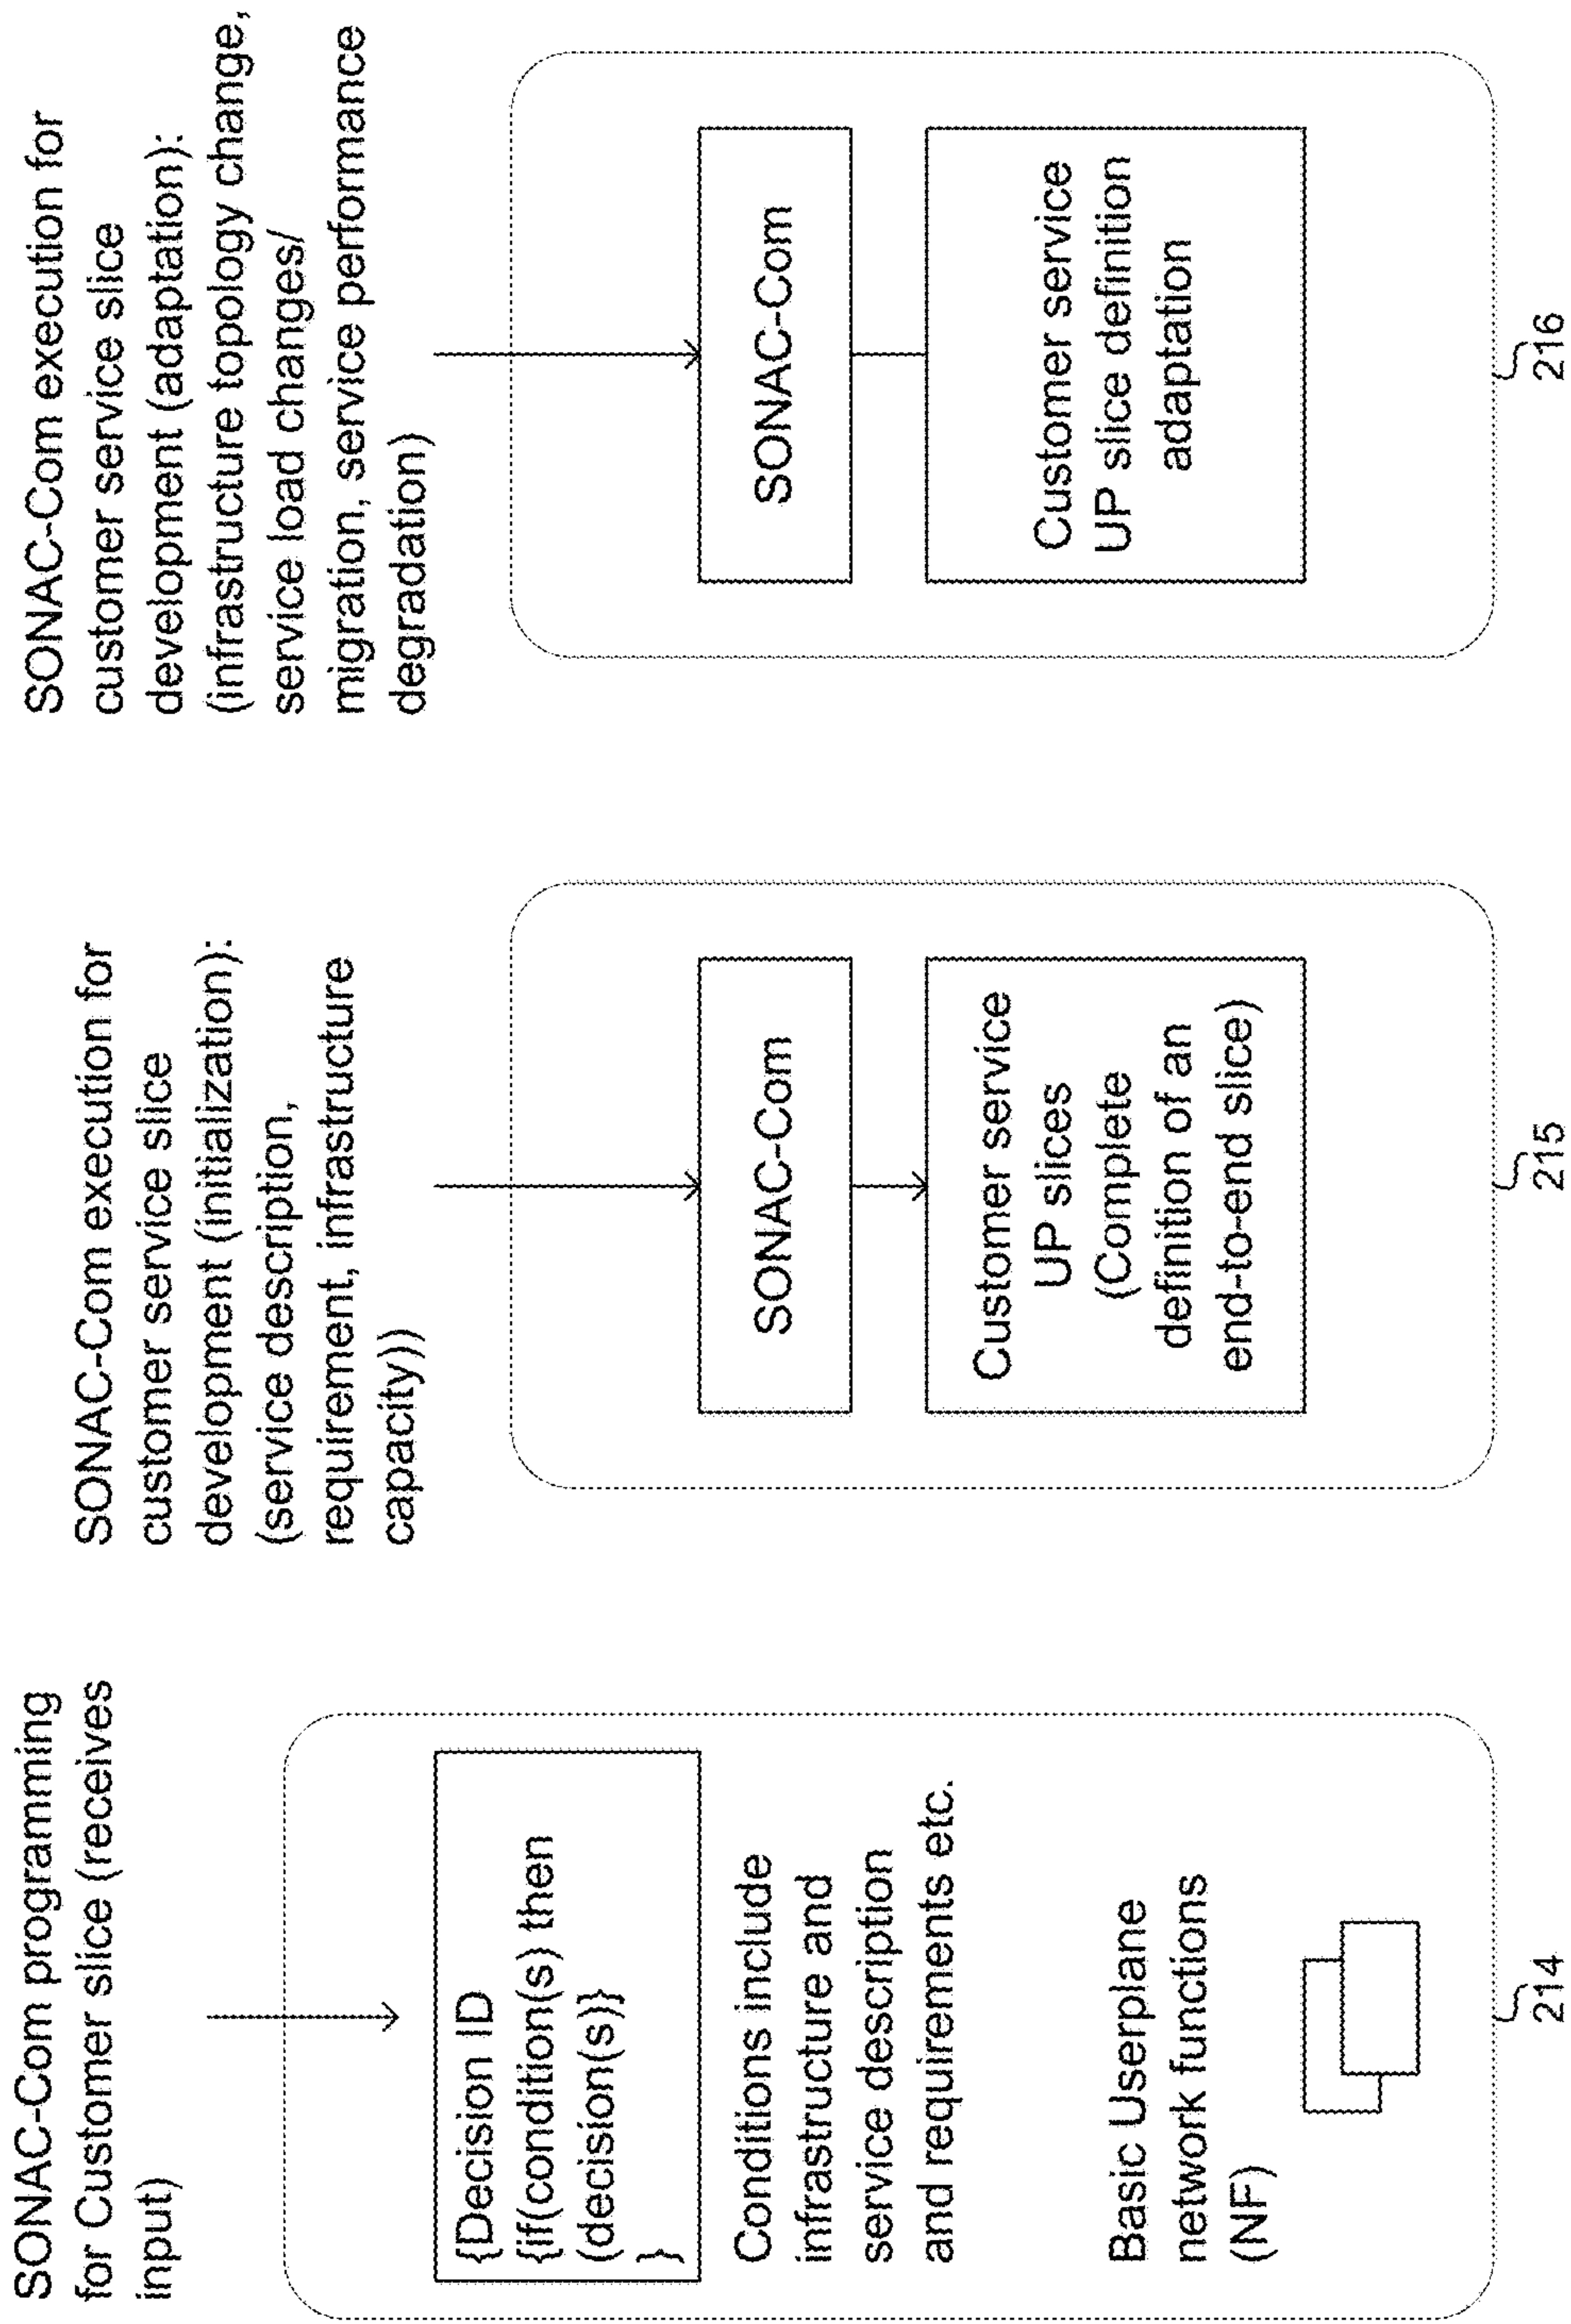 SONAC-Com programming
for Customer slice (receives
input)
{Decision ID
{if(condition(s) then
(decision(s)}
}
Conditions include
infrastructure and
service description
and requirements etc.
Basic Userplane
network functions
(NF)
214
SONAC-Com execution for
customer service slice
development (initialization):
(service description,
requirement, infrastructure
capacity))
SONAC-Com
Customer service
UP slices
(Complete
definition of an
end-to-end slice)
215
SONAC-Com execution for
customer service slice
development (adaptation):
(infrastructure topology change,
service load changes/
migration, service performance
degradation)
SONAC-Com
Customer service
UP slice definition
adaptation
216